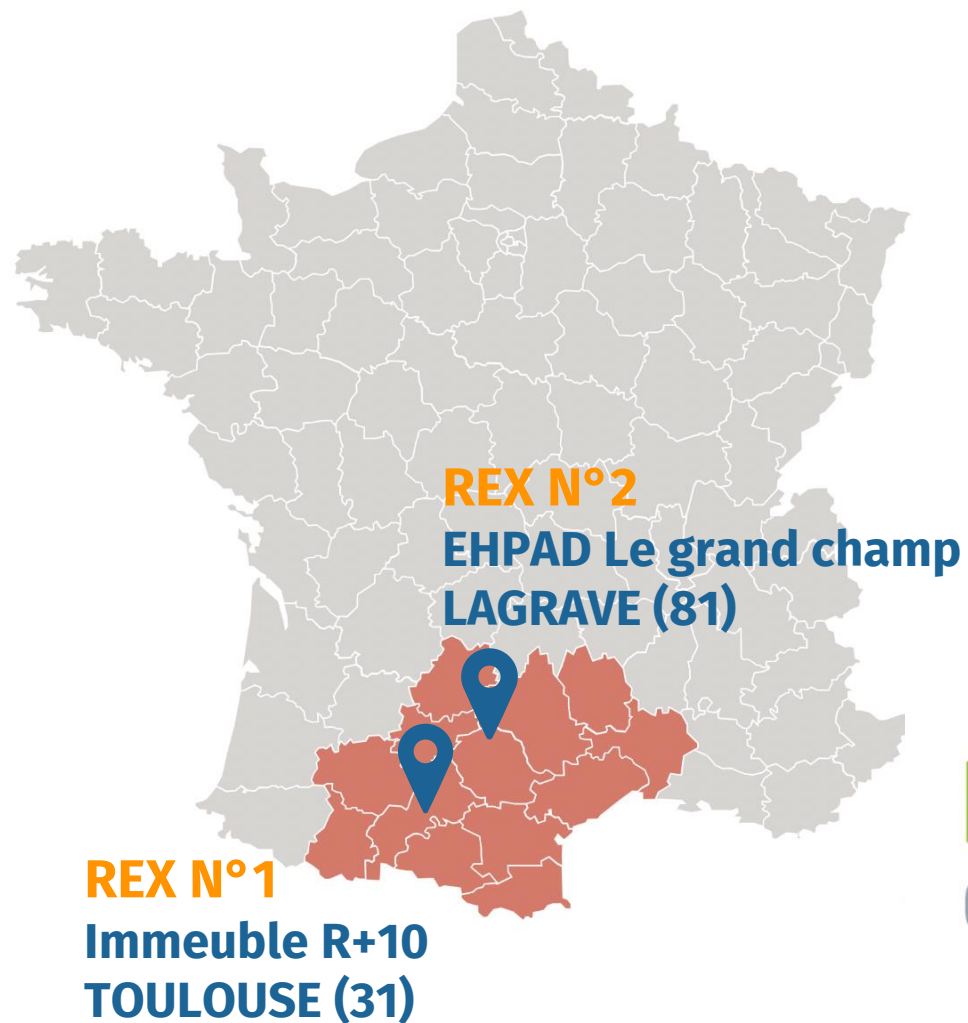 REX N°2
EHPAD Le grand champ
LAGRAVE (81)
REX N°1
Immeuble R+10
TOULOUSE (31)